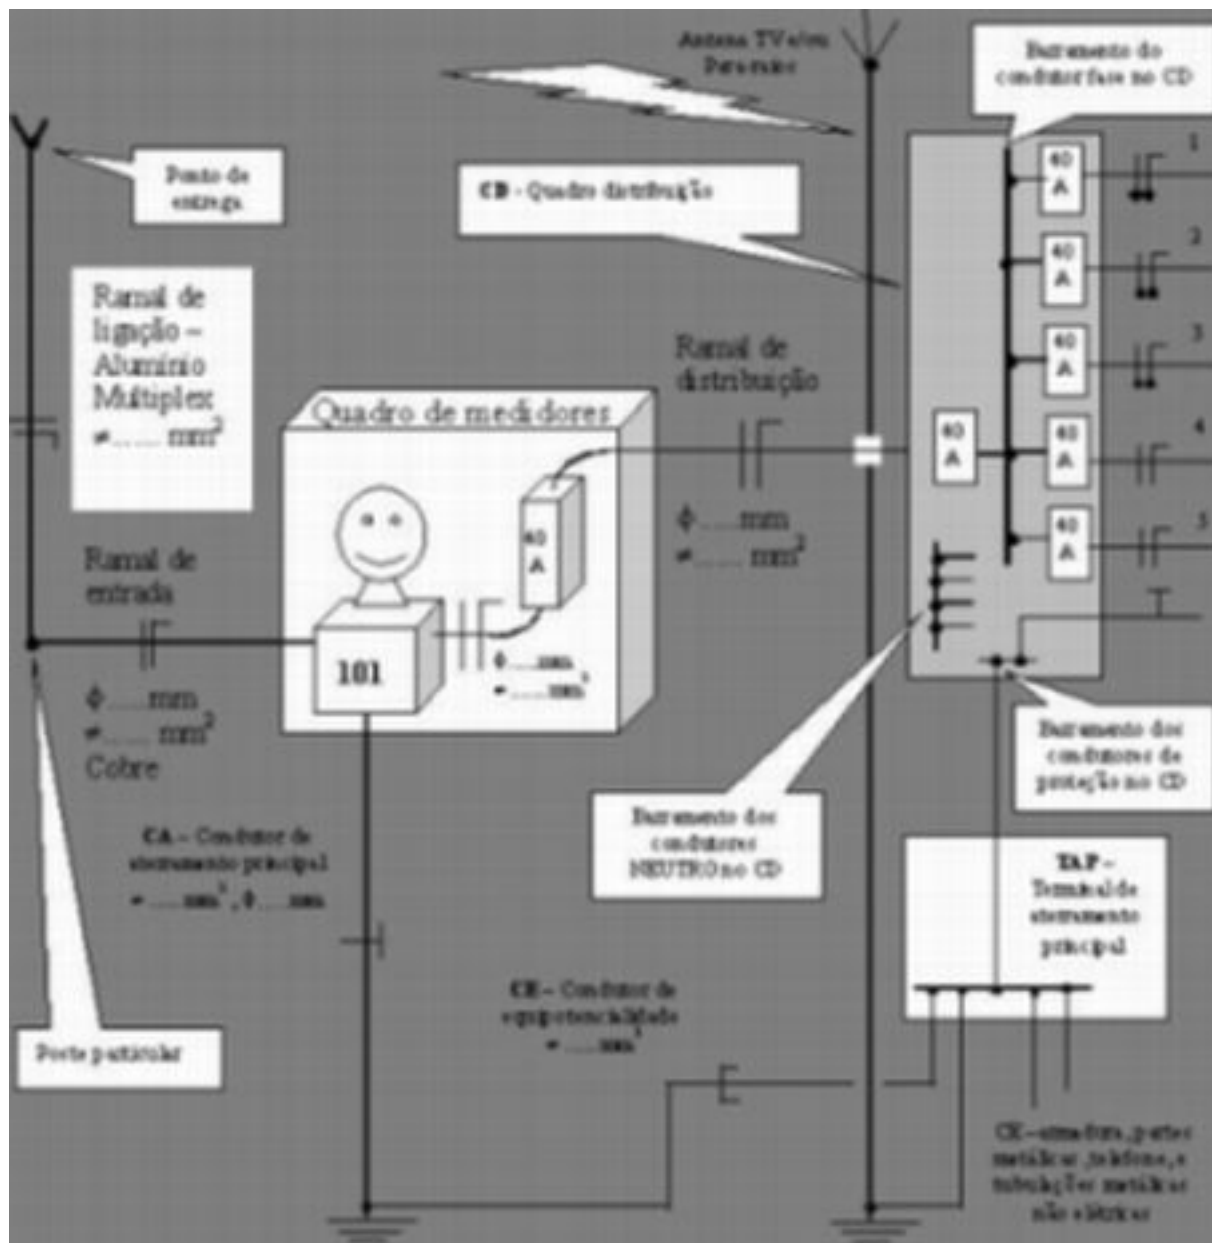 Antena TV e/ou
Para-raios
Barramento do
condutor fase no CD
Ponto de
entrega
CD - Quadro distribuição
1
40
A
2
40
A
3
40
A
4
40
A
40
A
5
40
A
Ramal de
ligação –
Alumínio
Multiplex
≠...... mm²
Ramal de
distribuição
ϕ.....mm
≠...... mm²
Quadro de medidores
40
A
101
ϕ.....mm
≠......mm²
Ramal de
entrada
ϕ.....mm
≠...... mm²
Cobre
Barramento dos
condutores de
proteção no CD
Barramento dos
condutores
NEUTRO no CD
CA – Condutor de
aterramento principal
≠.....mm², ϕ.....mm
TAP –
Terminal de
aterramento
principal
CE – Condutor de
equipotencialidade
≠.....mm²
Poste particular
CE – armadura, partes
metálicas, telefone, e
tubulações metálicas
não elétricas